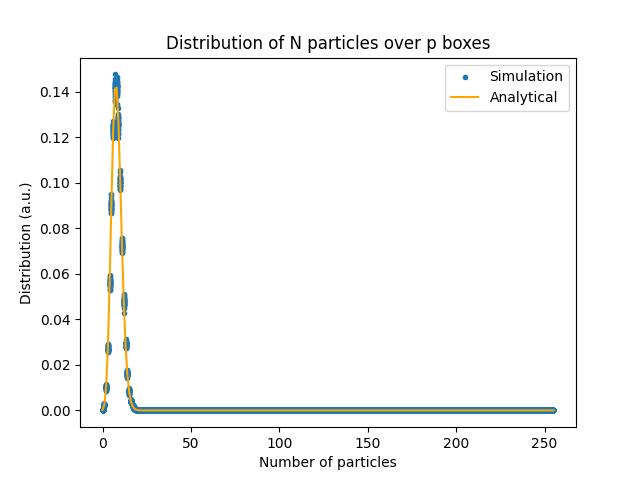 Distribution of N particles over p boxes
Simulation
Analytical
Distribution (a.u.)
0.14
0.12
0.10
0.08
0.06
0.04
0.02
0.00
0 50 100 150 200 250
Number of particles